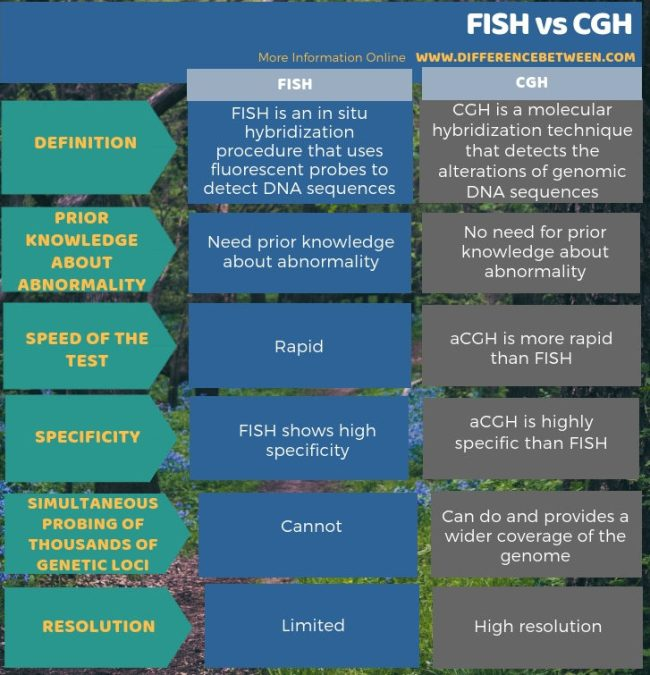 FISH vs CGH
More Information Online WWW.DIFFERENCEBETWEEN.COM
FISH
CGH
DEFINITION
FISH is an in situ
hybridization
procedure that uses
fluorescent probes to
detect DNA sequences
CGH is a molecular
hybridization technique
that detects the
alterations of genomic
DNA sequences
PRIOR
KNOWLEDGE
ABOUT
ABNORMALITY
Need prior knowledge
about abnormality
No need for prior
knowledge about
abnormality
SPEED OF THE
TEST
Rapid
aCGH is more rapid
than FISH
SPECIFICITY
FISH shows high
specificity
aCGH is highly
specific than FISH
SIMULTANEOUS
PROBING OF
THOUSANDS OF
GENETIC LOCI
Cannot
Can do and provides a
wider coverage of the
genome
RESOLUTION
Limited
High resolution